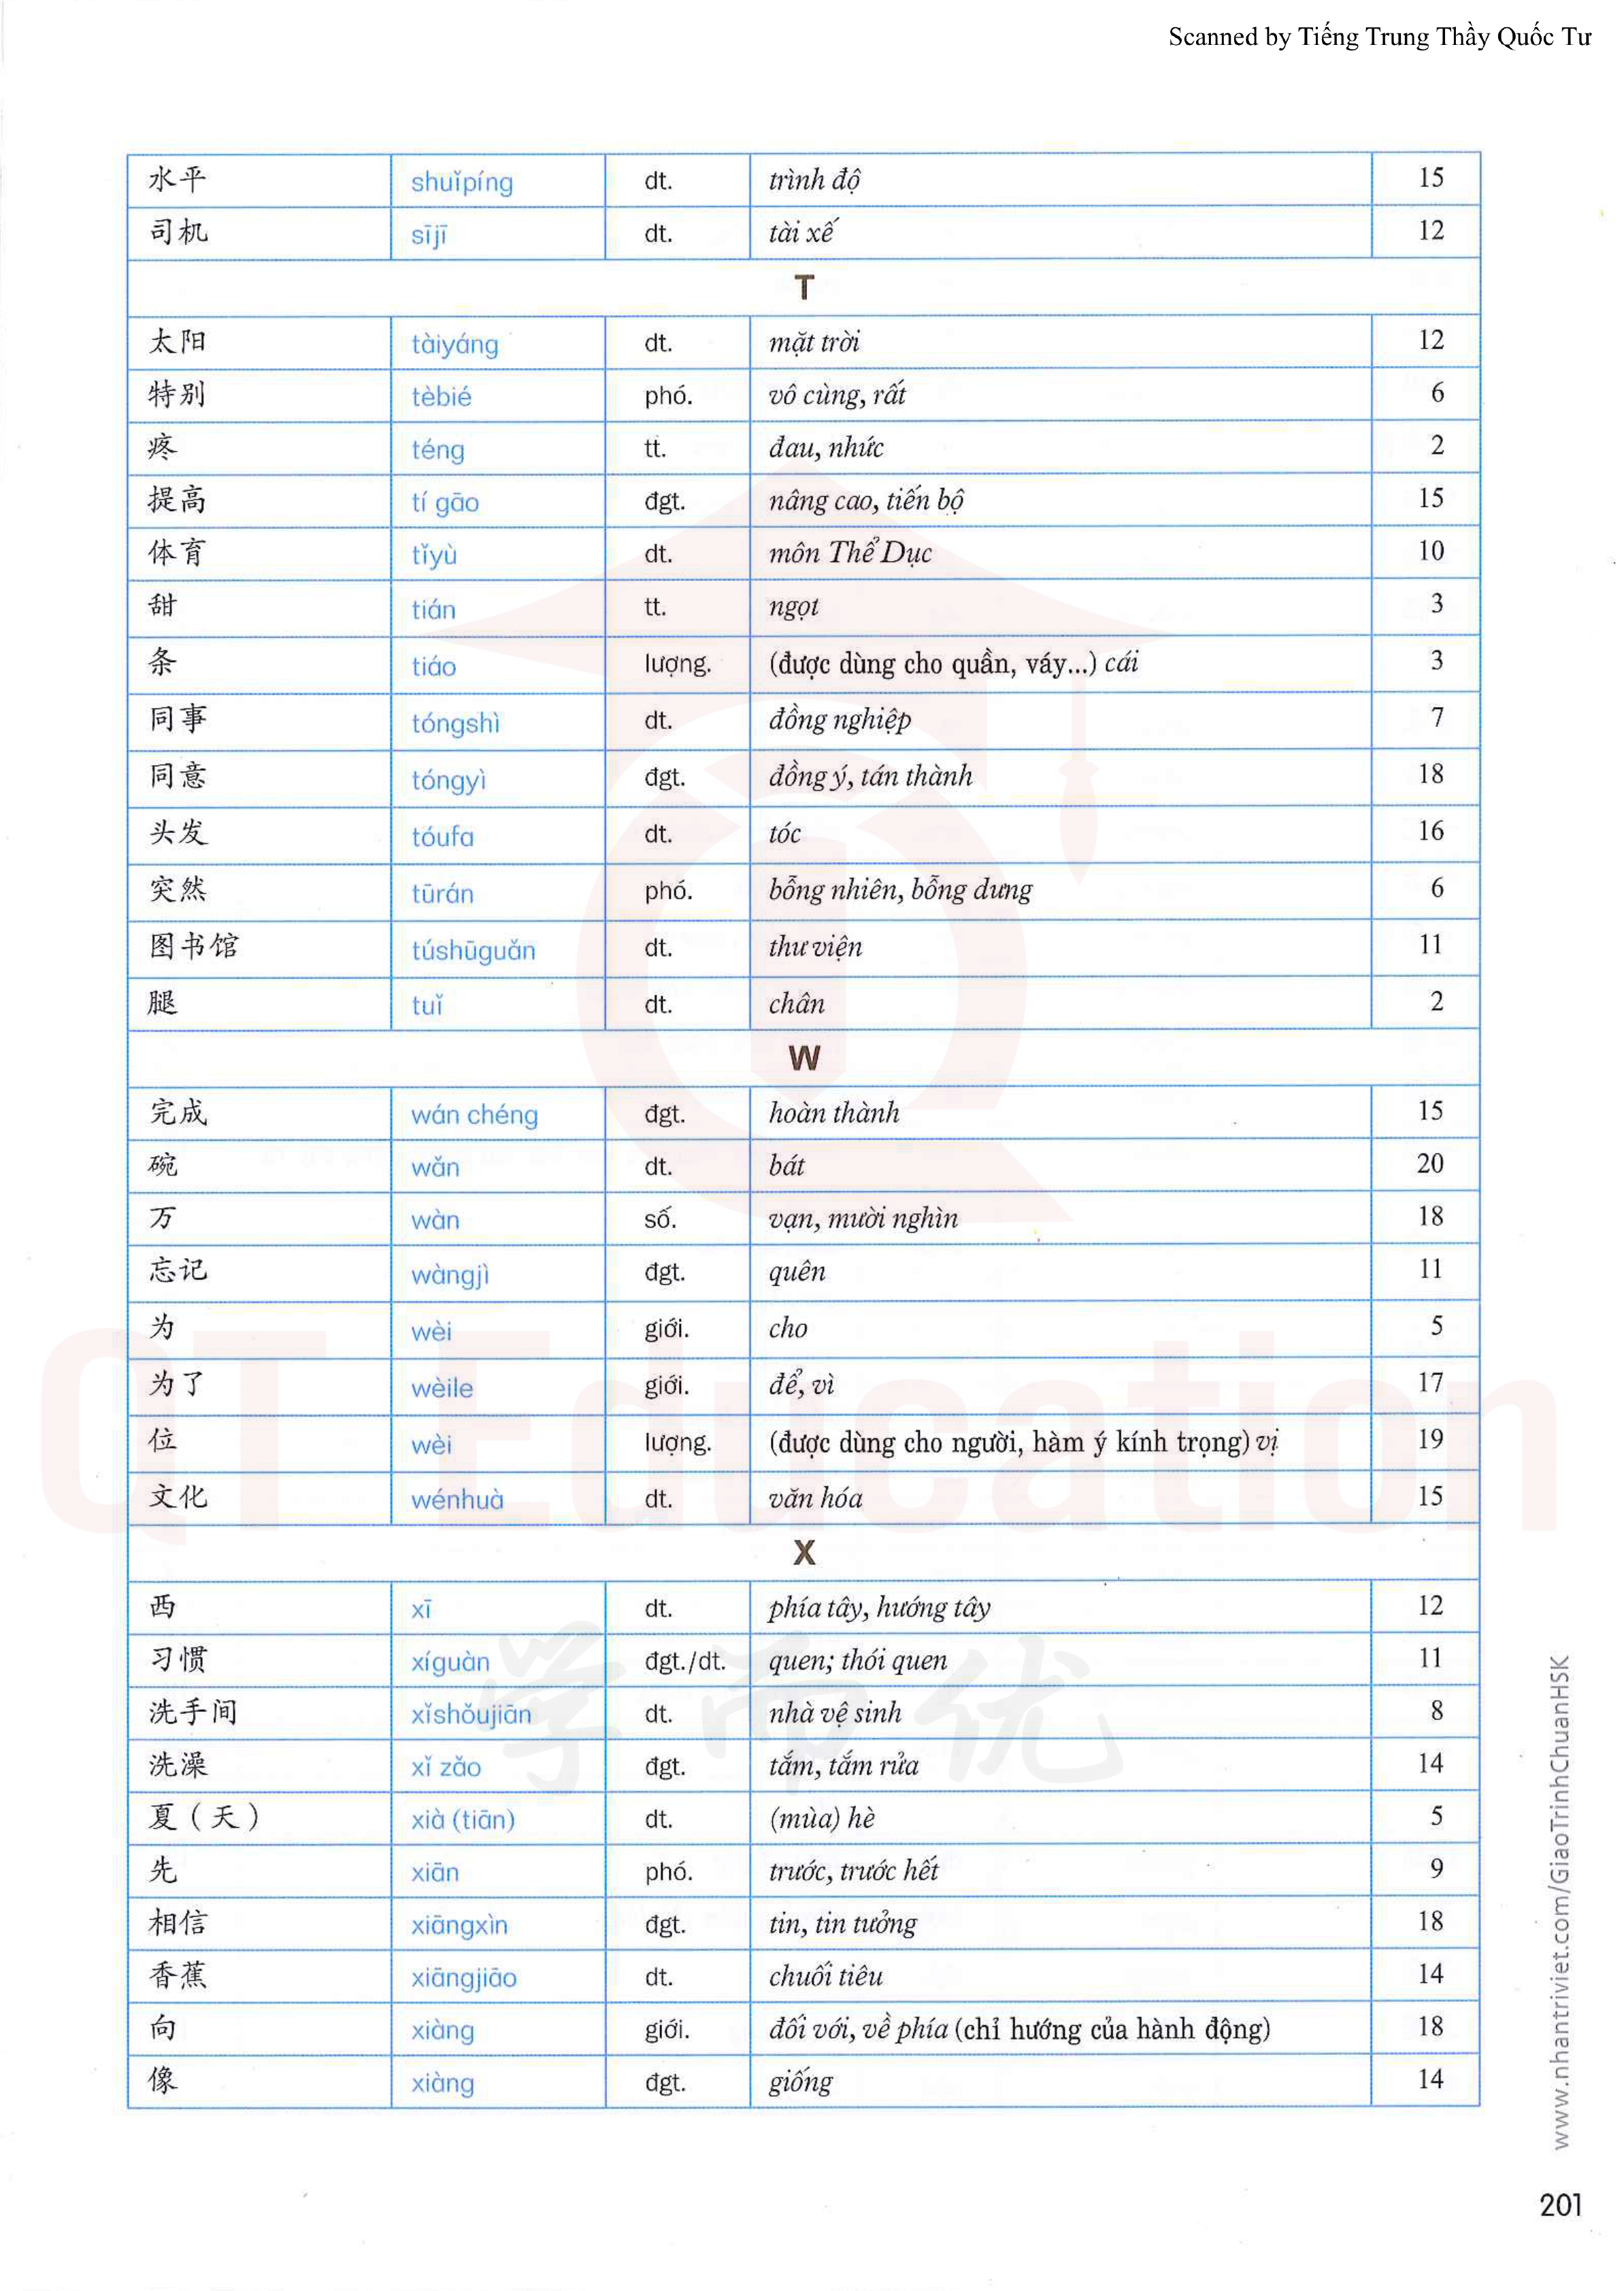 Scanned by Tiếng Trung Thầy Quốc Tư
水平 shuǐpíng dt. trình độ 15
司机 sījī dt. tài xế 12
T
太阳 tàiyáng dt. mặt trời 12
特别 tèbié phó. vô cùng, rất 6
疼 téng tt. đau, nhức 2
提高 tí gāo đgt. nâng cao, tiến bộ 15
体育 tǐyù dt. môn Thể Dục 10
甜 tián tt. ngọt 3
条 tiáo lượng. (được dùng cho quần, váy...) cái 3
同事 tóngshì dt. đồng nghiệp 7
同意 tóngyì đgt. đồng ý, tán thành 18
头发 tóufa dt. tóc 16
突然 tūrán phó. bỗng nhiên, bỗng dưng 6
图书馆 túshūguǎn dt. thư viện 11
腿 tuǐ dt. chân 2
W
完成 wán chéng đgt. hoàn thành 15
碗 wǎn dt. bát 20
万 wàn số. vạn, mười nghìn 18
忘记 wàngjì đgt. quên 11
为 wèi giới. cho 5
为了 wèile giới. để, vì 17
位 wèi lượng. (được dùng cho người, hàm ý kính trọng) vị 19
文化 wénhuà dt. văn hóa 15
X
西 xī dt. phía tây, hướng tây 12
习惯 xíguàn đgt./dt. quen; thói quen 11
洗手间 xǐshǒujiān dt. nhà vệ sinh 8
洗澡 xǐ zǎo đgt. tắm, tắm rửa 14
夏（天） xià (tiān) dt. (mùa) hè 5
先 xiān phó. trước, trước hết 9
相信 xiāngxìn đgt. tin, tin tưởng 18
香蕉 xiāngjiāo dt. chuối tiêu 14
向 xiàng giới. đối với, về phía (chỉ hướng của hành động) 18
像 xiàng đgt. giống 14
QT Education
学而优
www.nhantriviet.com/GiaoTrinhChuanHSK
201